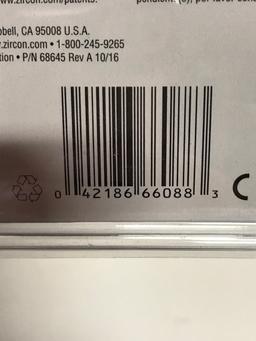 bell, CA 95008 U.S.A.
.zircon.com • 1-800-245-9265
tion • P/N 68645 Rev A 10/16
0 42186 66088 3